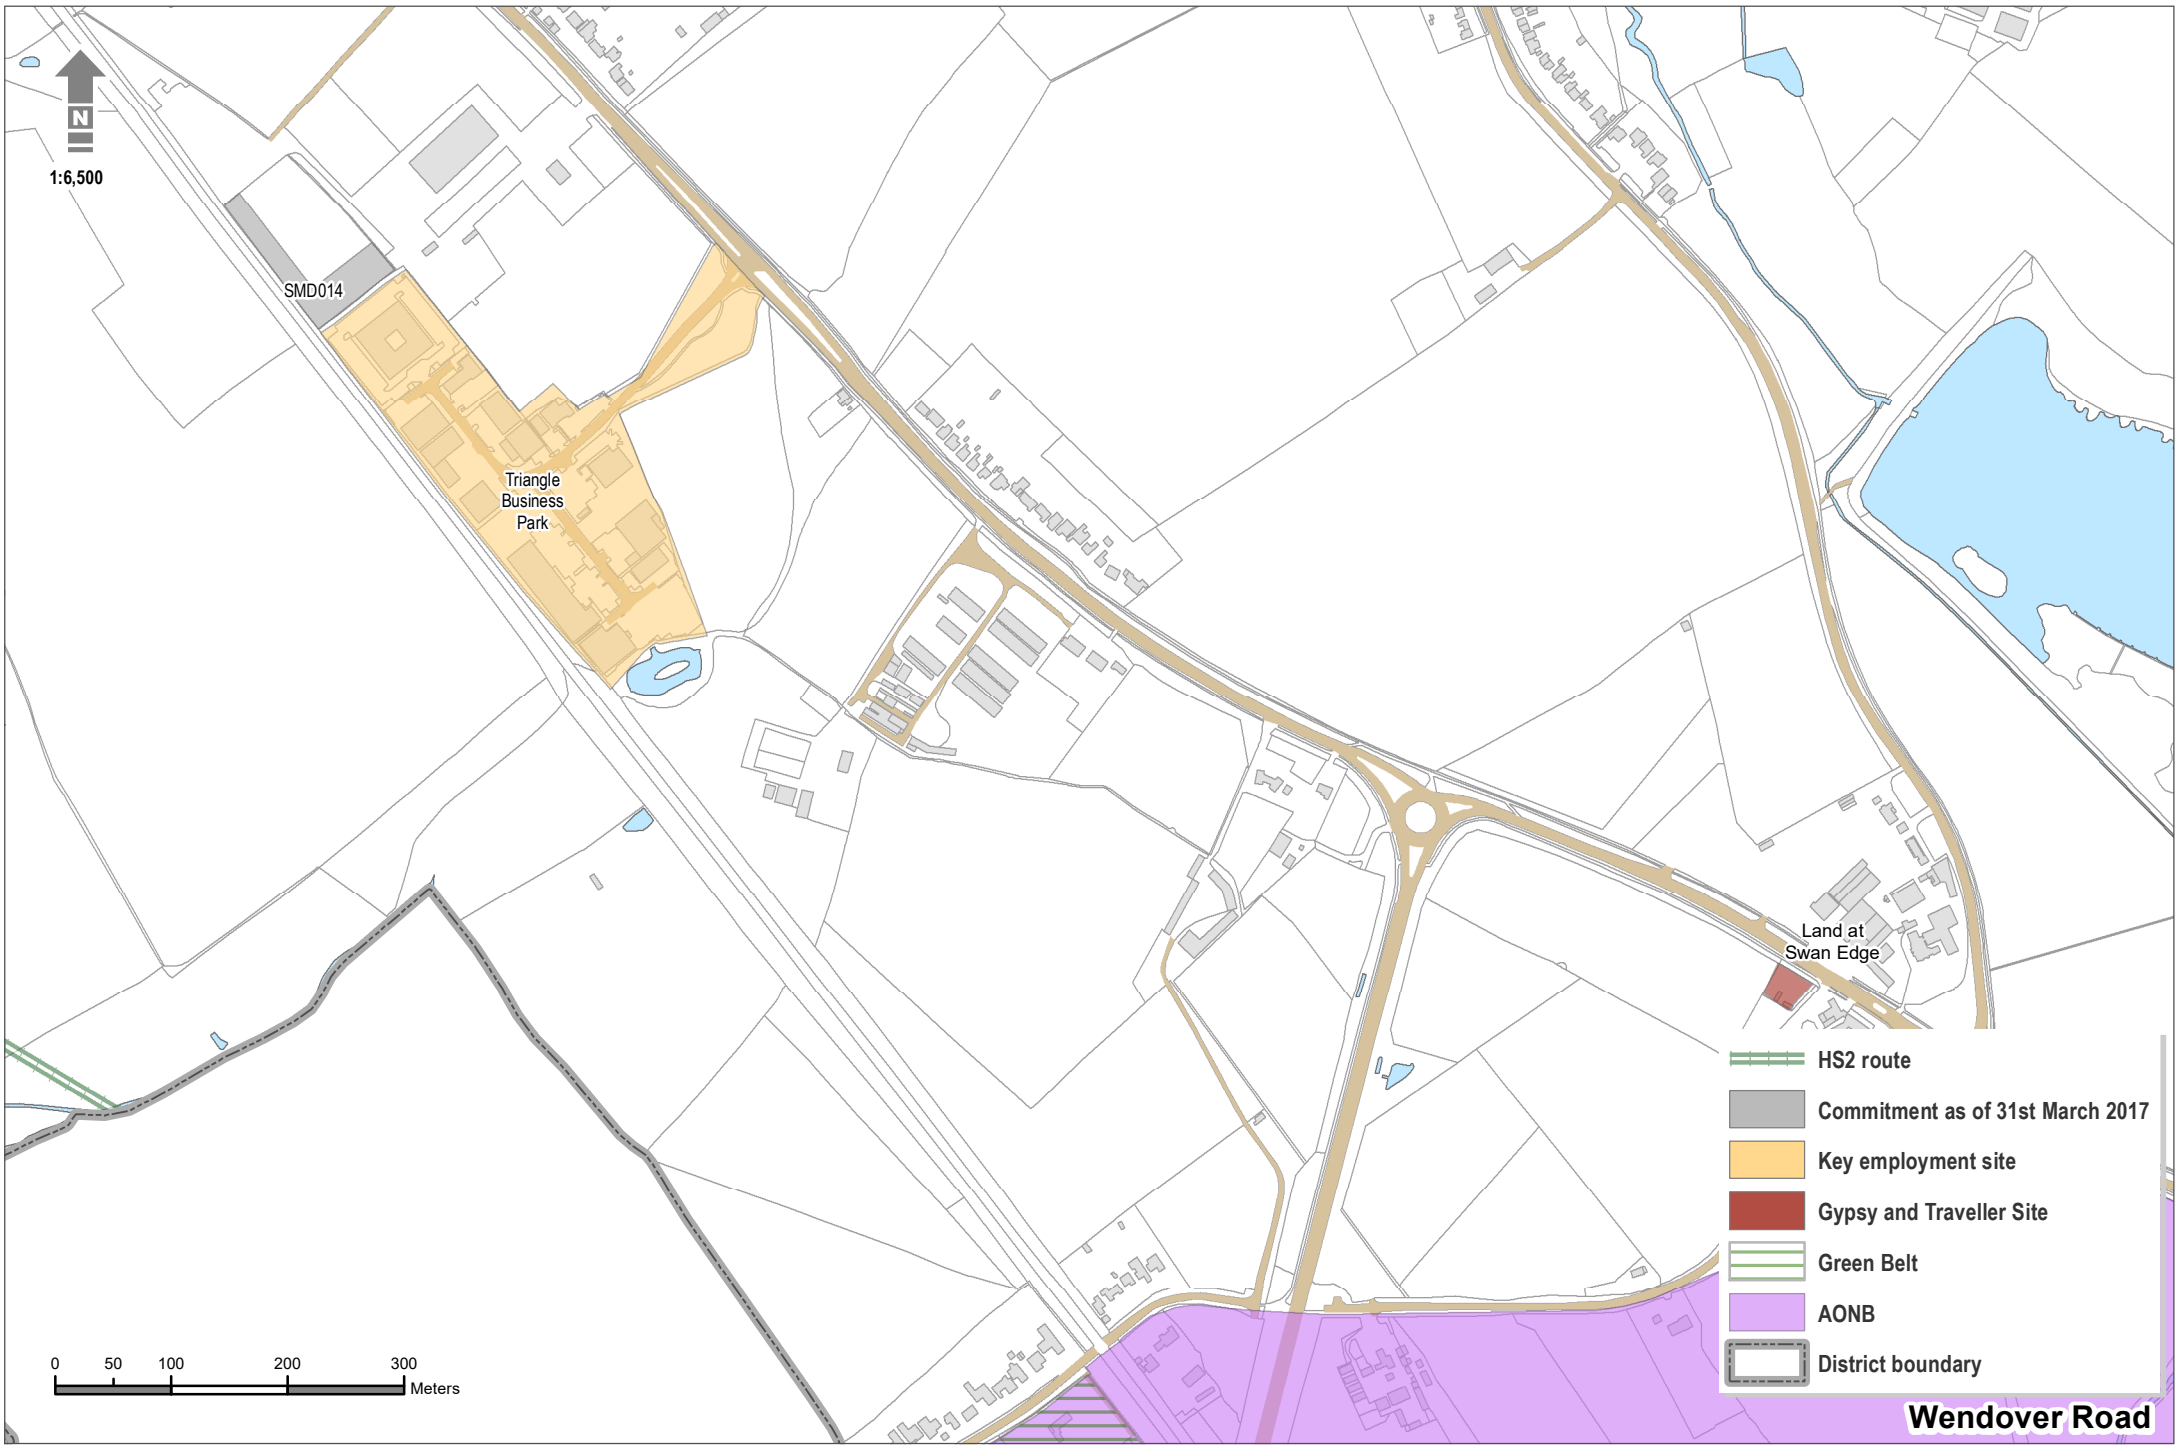 N
1:6,500
SMD014
Triangle
Business
Park
Land at
Swan Edge
HS2 route
Commitment as of 31st March 2017
Key employment site
Gypsy and Traveller Site
Green Belt
AONB
District boundary
0 50 100 200 300
Meters
Wendover Road